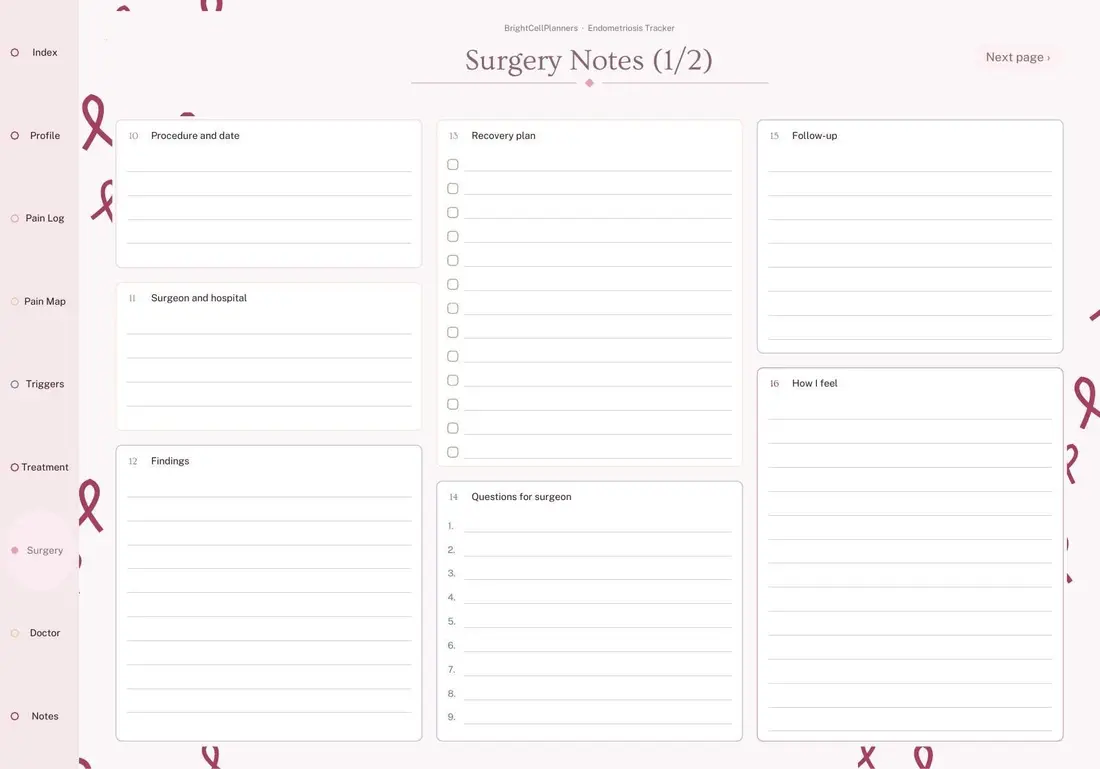 BrightCellPlanners · Endometriosis Tracker
Surgery Notes (1/2)
Next page ›
Index
Profile
Pain Log
Pain Map
Triggers
Treatment
Surgery
Doctor
Notes
10 Procedure and date
11 Surgeon and hospital
12 Findings
13 Recovery plan
14 Questions for surgeon
1.
2.
3.
4.
5.
6.
7.
8.
9.
15 Follow-up
16 How I feel